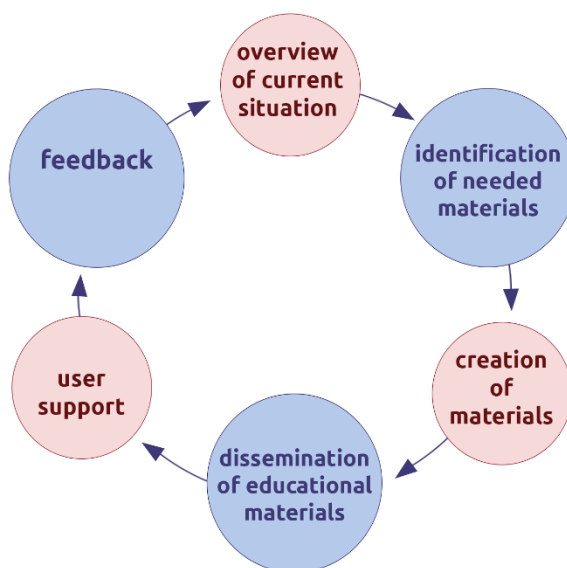 overview
of current
situation
identification
of needed
materials
creation
of
materials
dissemination
of educational
materials
user
support
feedback